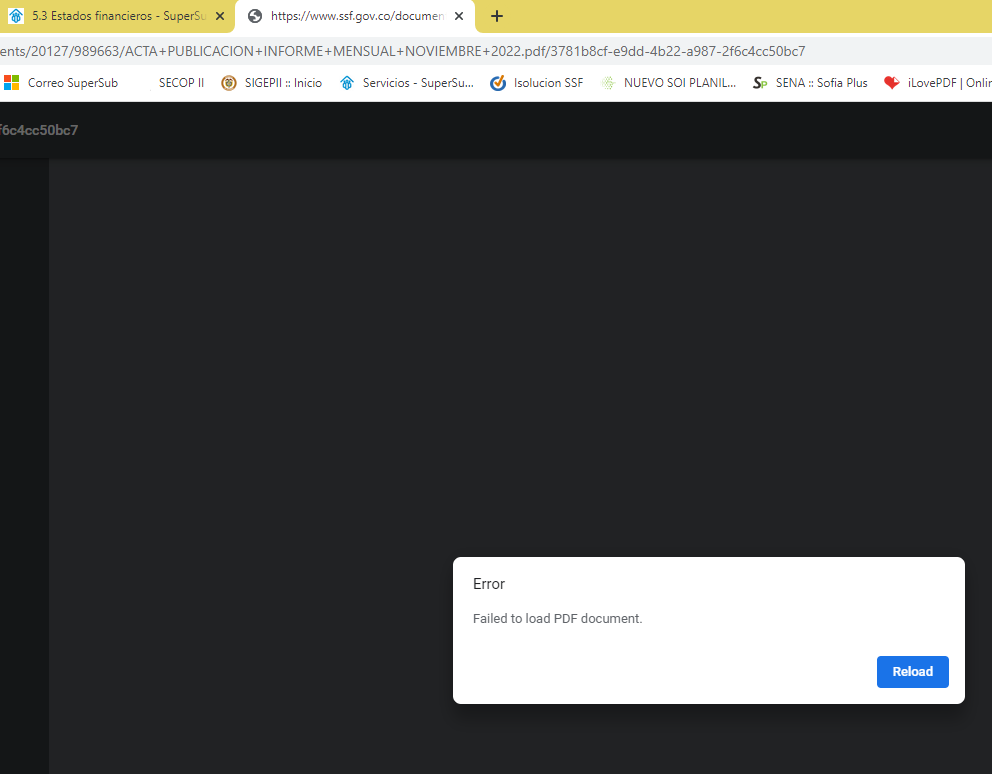 5.3 Estados financieros - SuperSu
https://www.ssf.gov.co/documen
ents/20127/989663/ACTA+PUBLICACION+INFORME+MENSUAL+NOVIEMBRE+2022.pdf/3781b8cf-e9dd-4b22-a987-2f6c4cc50bc7
Correo SuperSub SECOP II SIGEPII :: Inicio Servicios - SuperSu... Isolucion SSF NUEVO SOI PLANIL... Sp SENA :: Sofia Plus iLovePDF | Onlin
f6c4cc50bc7
Error
Failed to load PDF document.
Reload